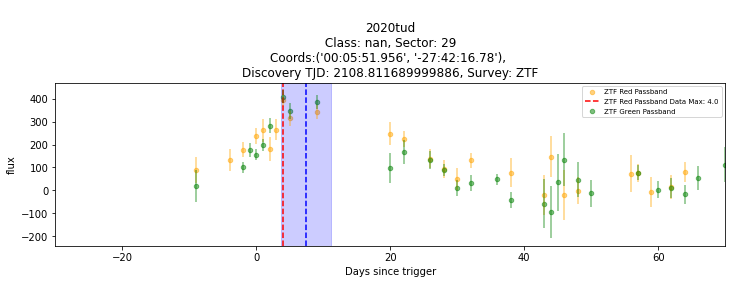 2020tud
Class: nan, Sector: 29
Coords:('00:05:51.956', '-27:42:16.78'),
Discovery TJD: 2108.811689999886, Survey: ZTF
ZTF Red Passband
ZTF Red Passband Data Max: 4.0
ZTF Green Passband
flux
400
300
200
100
0
−100
−200
−20
0
20
40
60
Days since trigger